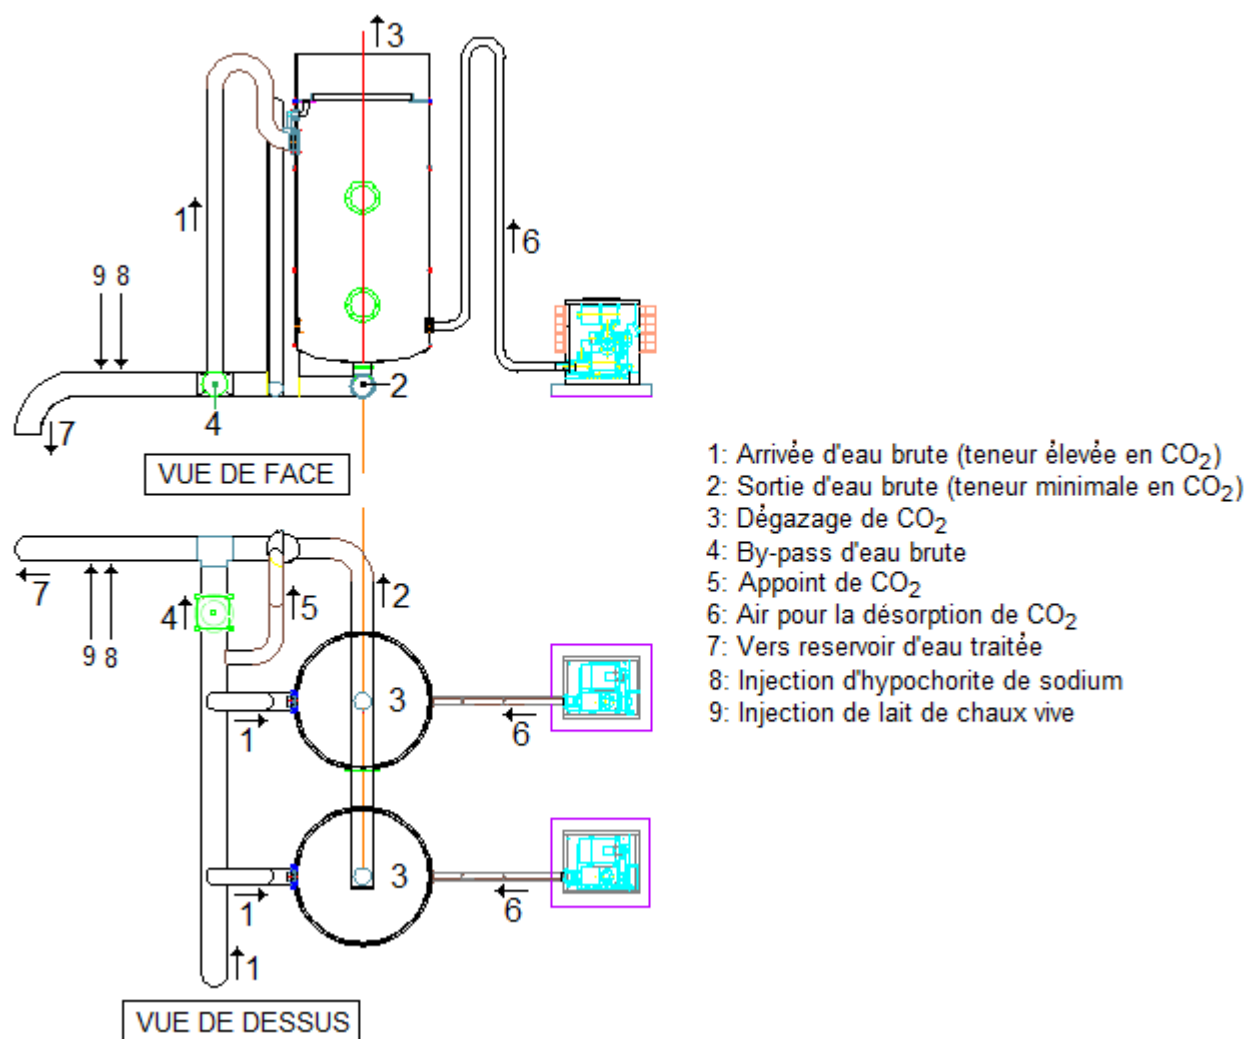 3
1
6
9 8
2
7
4
VUE DE FACE
1: Arrivée d'eau brute (teneur élevée en CO2)
2: Sortie d'eau brute (teneur minimale en CO2)
3: Dégazage de CO2
4: By-pass d'eau brute
5: Appoint de CO2
6: Air pour la désorption de CO2
7: Vers reservoir d'eau traitée
8: Injection d'hypochorite de sodium
9: Injection de lait de chaux vive
7
4
5
2
9 8
3
1
6
3
1
6
1
VUE DE DESSUS